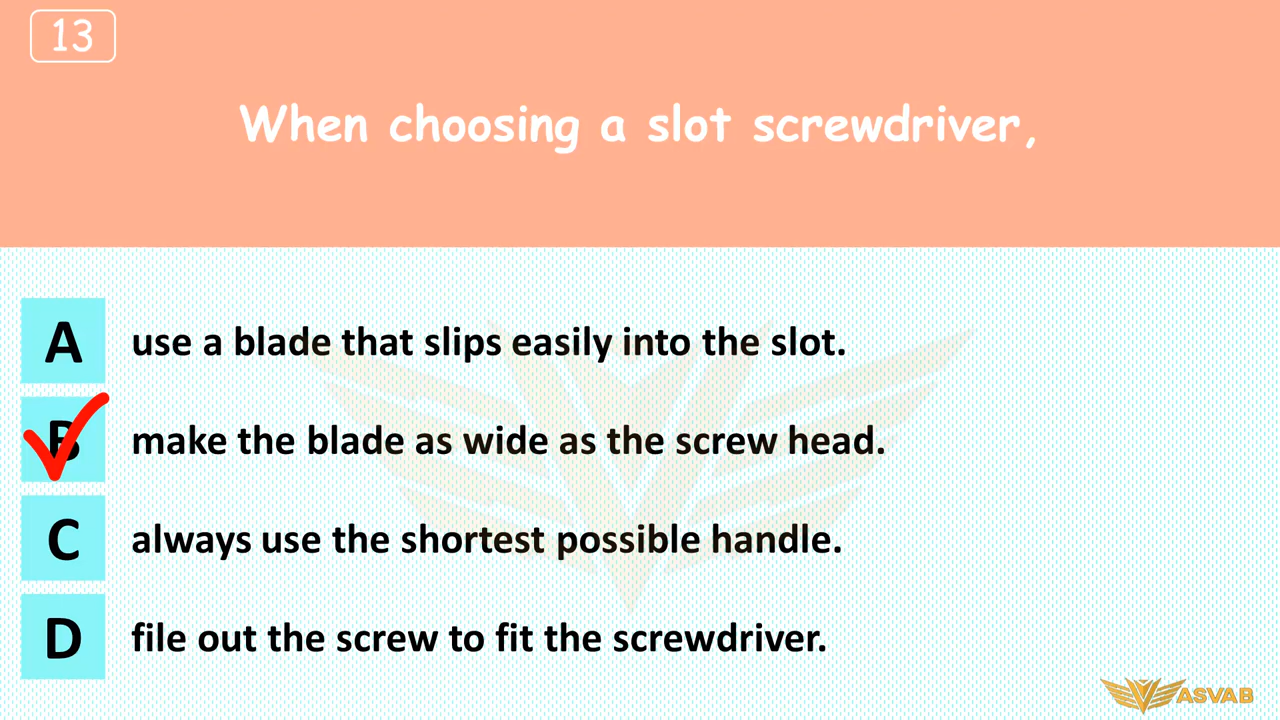 13
When choosing a slot screwdriver,
A
use a blade that slips easily into the slot.
B
make the blade as wide as the screw head.
C
always use the shortest possible handle.
D
file out the screw to fit the screwdriver.
ASVAB